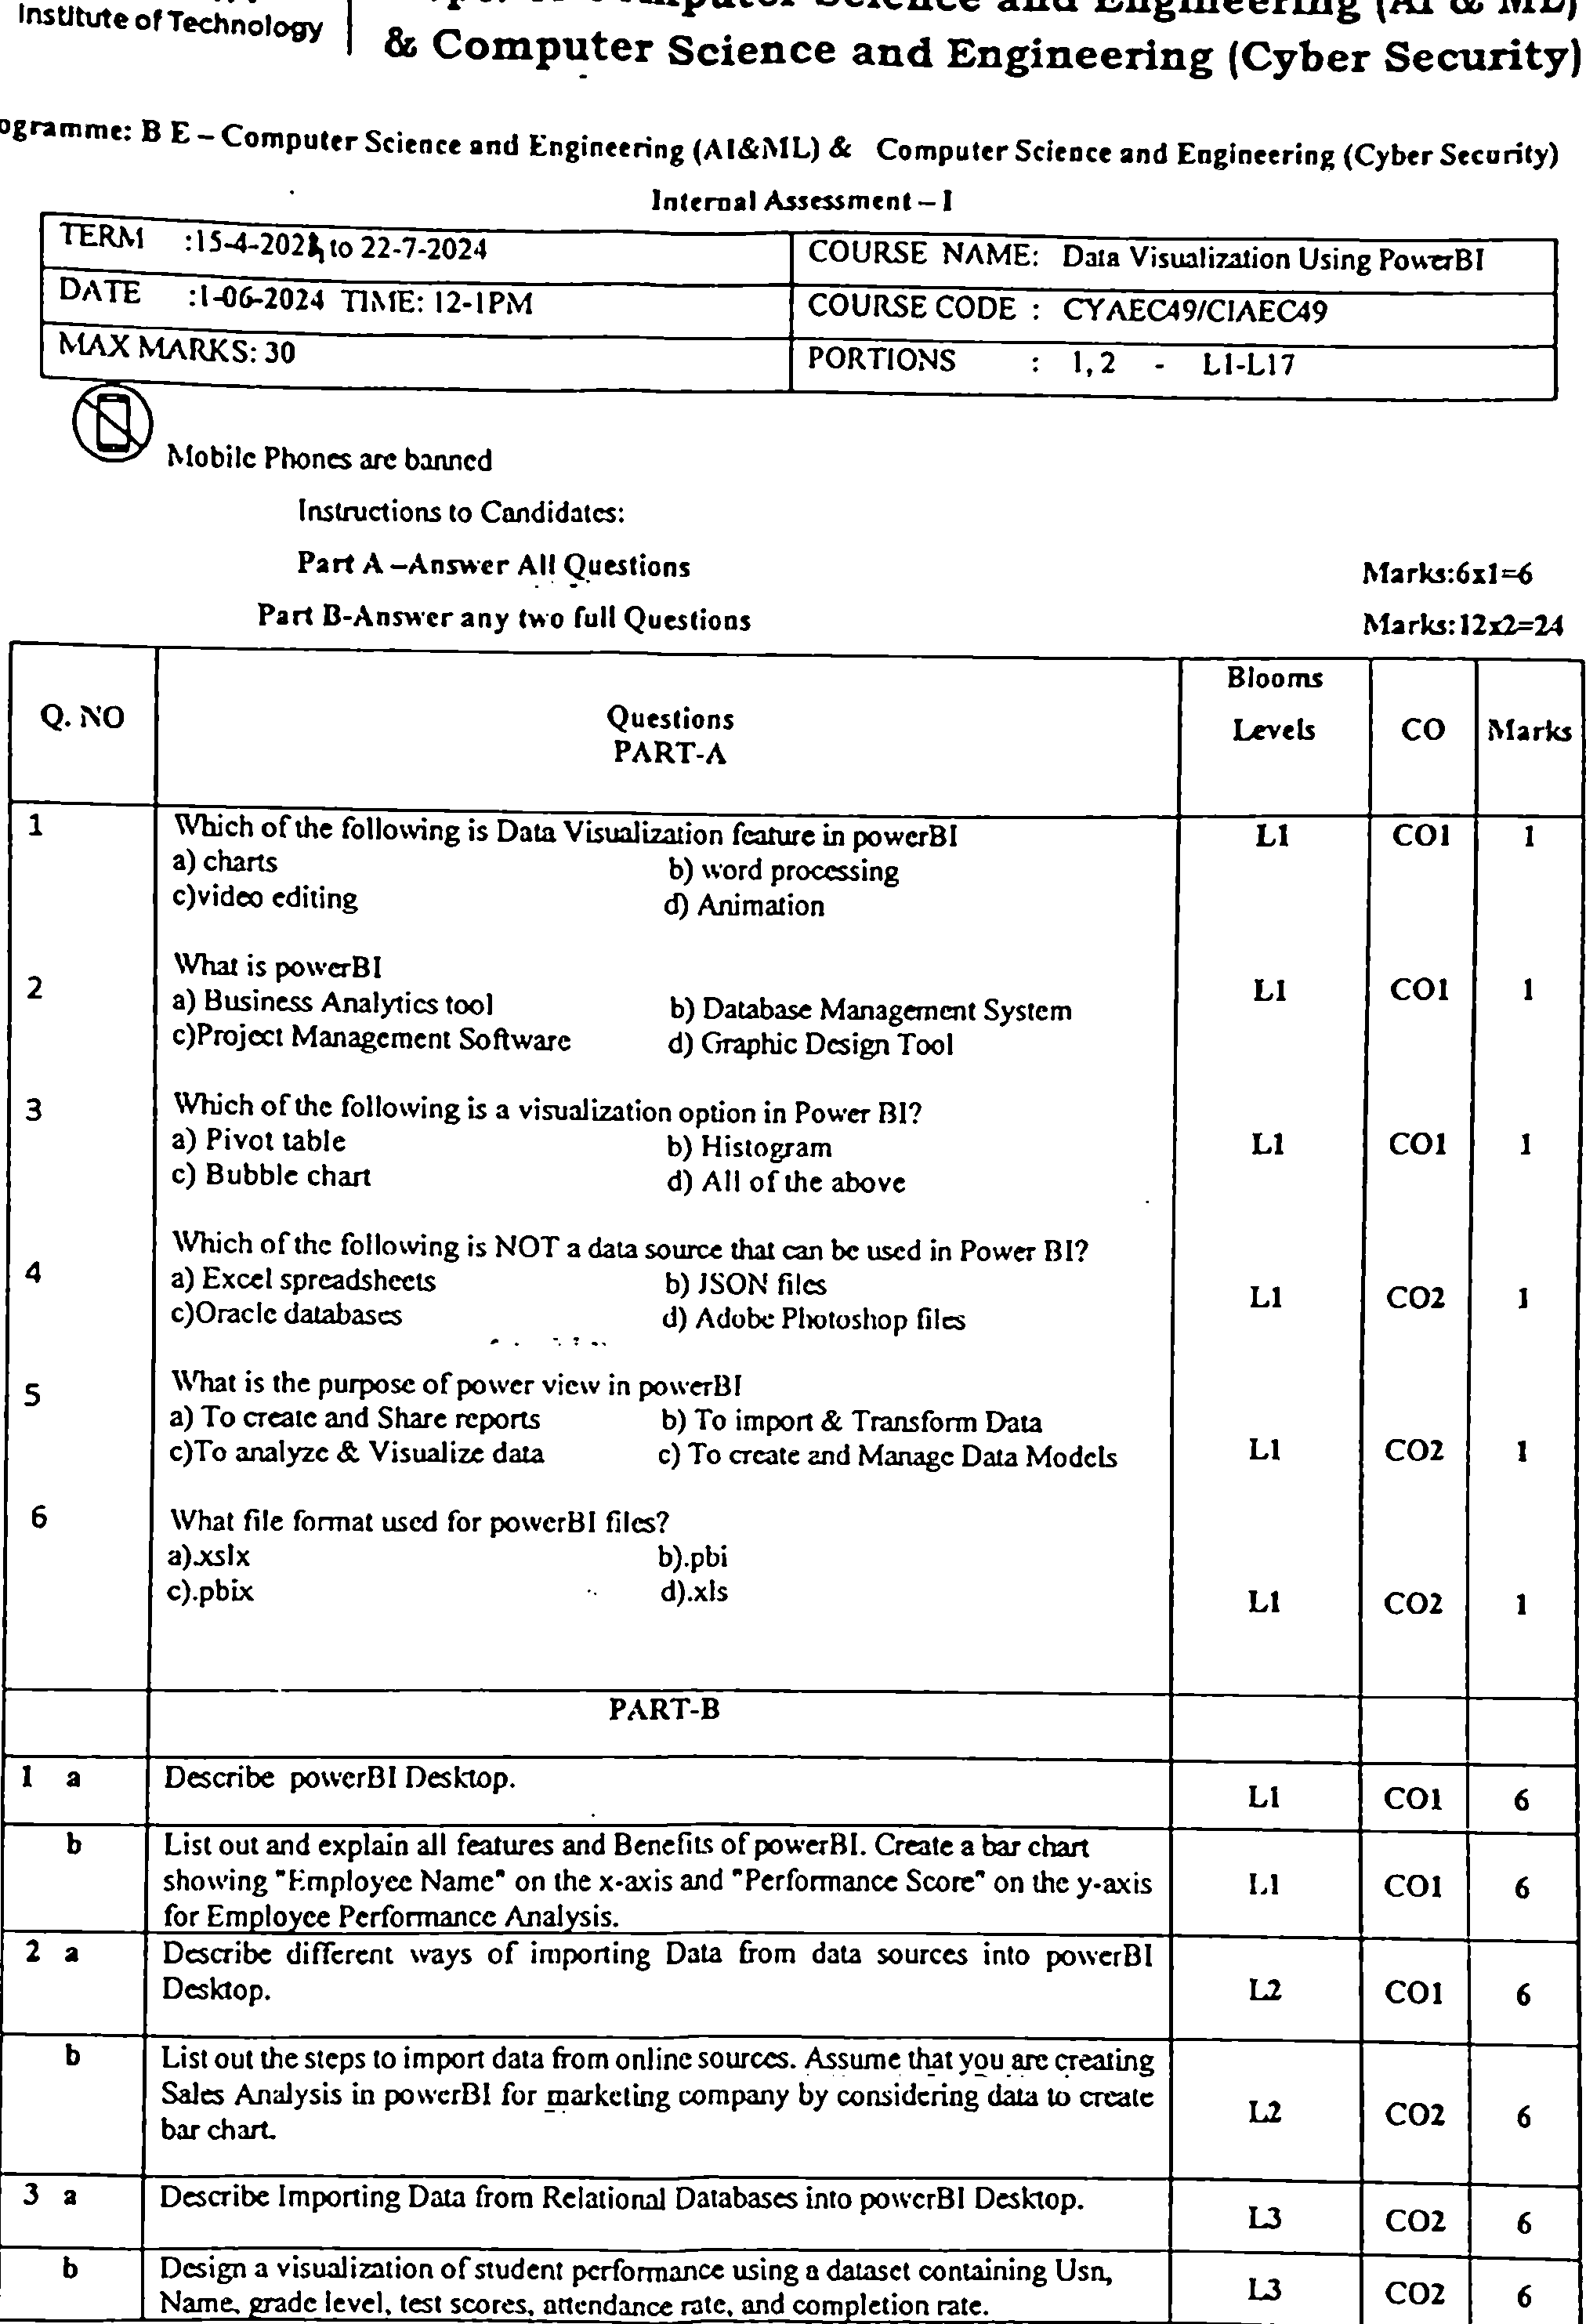 Institute of Technology
Computer Science and Engineering (AI & ML)
& Computer Science and Engineering (Cyber Security)
ogramme: B E – Computer Science and Engineering (AI&ML) & Computer Science and Engineering (Cyber Security)
Internal Assessment – I
TERM :15-4-202 to 22-7-2024
COURSE NAME: Data Visualization Using PowerBI
DATE :1-06-2024 TIME: 12-1PM
COURSE CODE : CYAEC49/CIAEC49
MAX MARKS: 30
PORTIONS : 1, 2 - L1-L17
Mobile Phones are banned
Instructions to Candidates:
Part A –Answer All Questions Marks:6x1=6
Part B-Answer any two full Questions Marks:12x2=24
Q. NO Questions PART-A Blooms Levels CO Marks
1 Which of the following is Data Visualization feature in powerBI L1 CO1 1
a) charts b) word processing
c)video editing d) Animation
2 What is powerBI L1 CO1 1
a) Business Analytics tool b) Database Management System
c)Project Management Software d) Graphic Design Tool
3 Which of the following is a visualization option in Power BI? L1 CO1 1
a) Pivot table b) Histogram
c) Bubble chart d) All of the above
4 Which of the following is NOT a data source that can be used in Power BI? L1 CO2 1
a) Excel spreadsheets b) JSON files
c)Oracle databases d) Adobe Photoshop files
5 What is the purpose of power view in powerBI L1 CO2 1
a) To create and Share reports b) To import & Transform Data
c)To analyze & Visualize data c) To create and Manage Data Models
6 What file format used for powerBI files? L1 CO2 1
a).xslx b).pbi
c).pbix d).xls
PART-B
1 a Describe powerBI Desktop. L1 CO1 6
b List out and explain all features and Benefits of powerBI. Create a bar chart
showing "Employee Name" on the x-axis and "Performance Score" on the y-axis L1 CO1 6
for Employee Performance Analysis.
2 a Describe different ways of importing Data from data sources into powerBI
Desktop. L2 CO1 6
b List out the steps to import data from online sources. Assume that you are creating
Sales Analysis in powerBI for marketing company by considering data to create L2 CO2 6
bar chart.
3 a Describe Importing Data from Relational Databases into powerBI Desktop. L3 CO2 6
b Design a visualization of student performance using a dataset containing Usn,
Name, grade level, test scores, attendance rate, and completion rate. L3 CO2 6